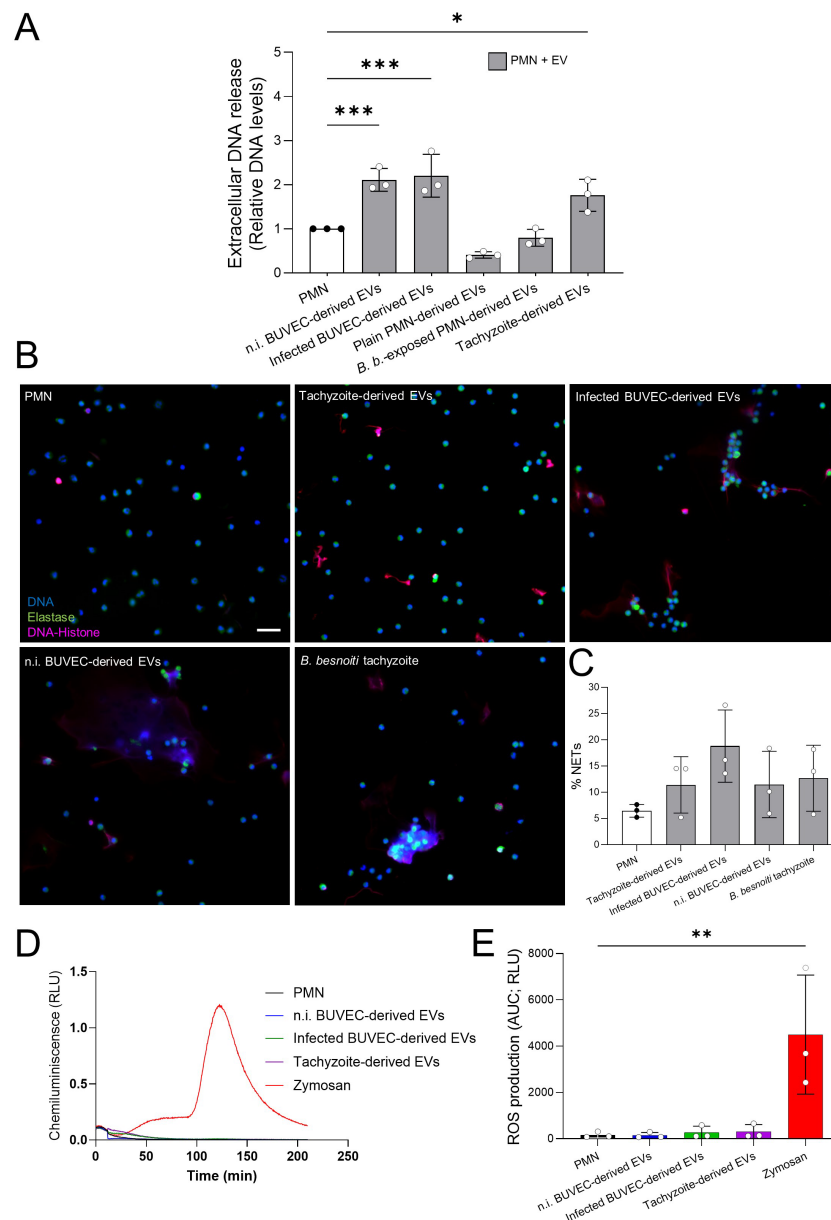 A
*
***
***
PMN + EV
Extracellular DNA release
(Relative DNA levels)
5
4
3
2
1
0
PMN
n.i. BUVEC-derived EVs
Infected BUVEC-derived EVs
Plain PMN-derived EVs
B. b.-exposed PMN-derived EVs
Tachyzoite-derived EVs
B
PMN
Tachyzoite-derived EVs
Infected BUVEC-derived EVs
DNA
Elastase
DNA-Histone
n.i. BUVEC-derived EVs
B. besnoiti tachyzoite
C
% NETs
30
25
20
15
10
5
0
PMN
Tachyzoite-derived EVs
Infected BUVEC-derived EVs
n.i. BUVEC-derived EVs
B. besnoiti tachyzoite
D
Chemiluminiscensce (RLU)
1.5
1.0
0.5
0.0
0 50 100 150 200 250
Time (min)
PMN
n.i. BUVEC-derived EVs
Infected BUVEC-derived EVs
Tachyzoite-derived EVs
Zymosan
E
**
ROS production (AUC; RLU)
8000
6000
4000
2000
0
PMN
n.i. BUVEC-derived EVs
Infected BUVEC-derived EVs
Tachyzoite-derived EVs
Zymosan